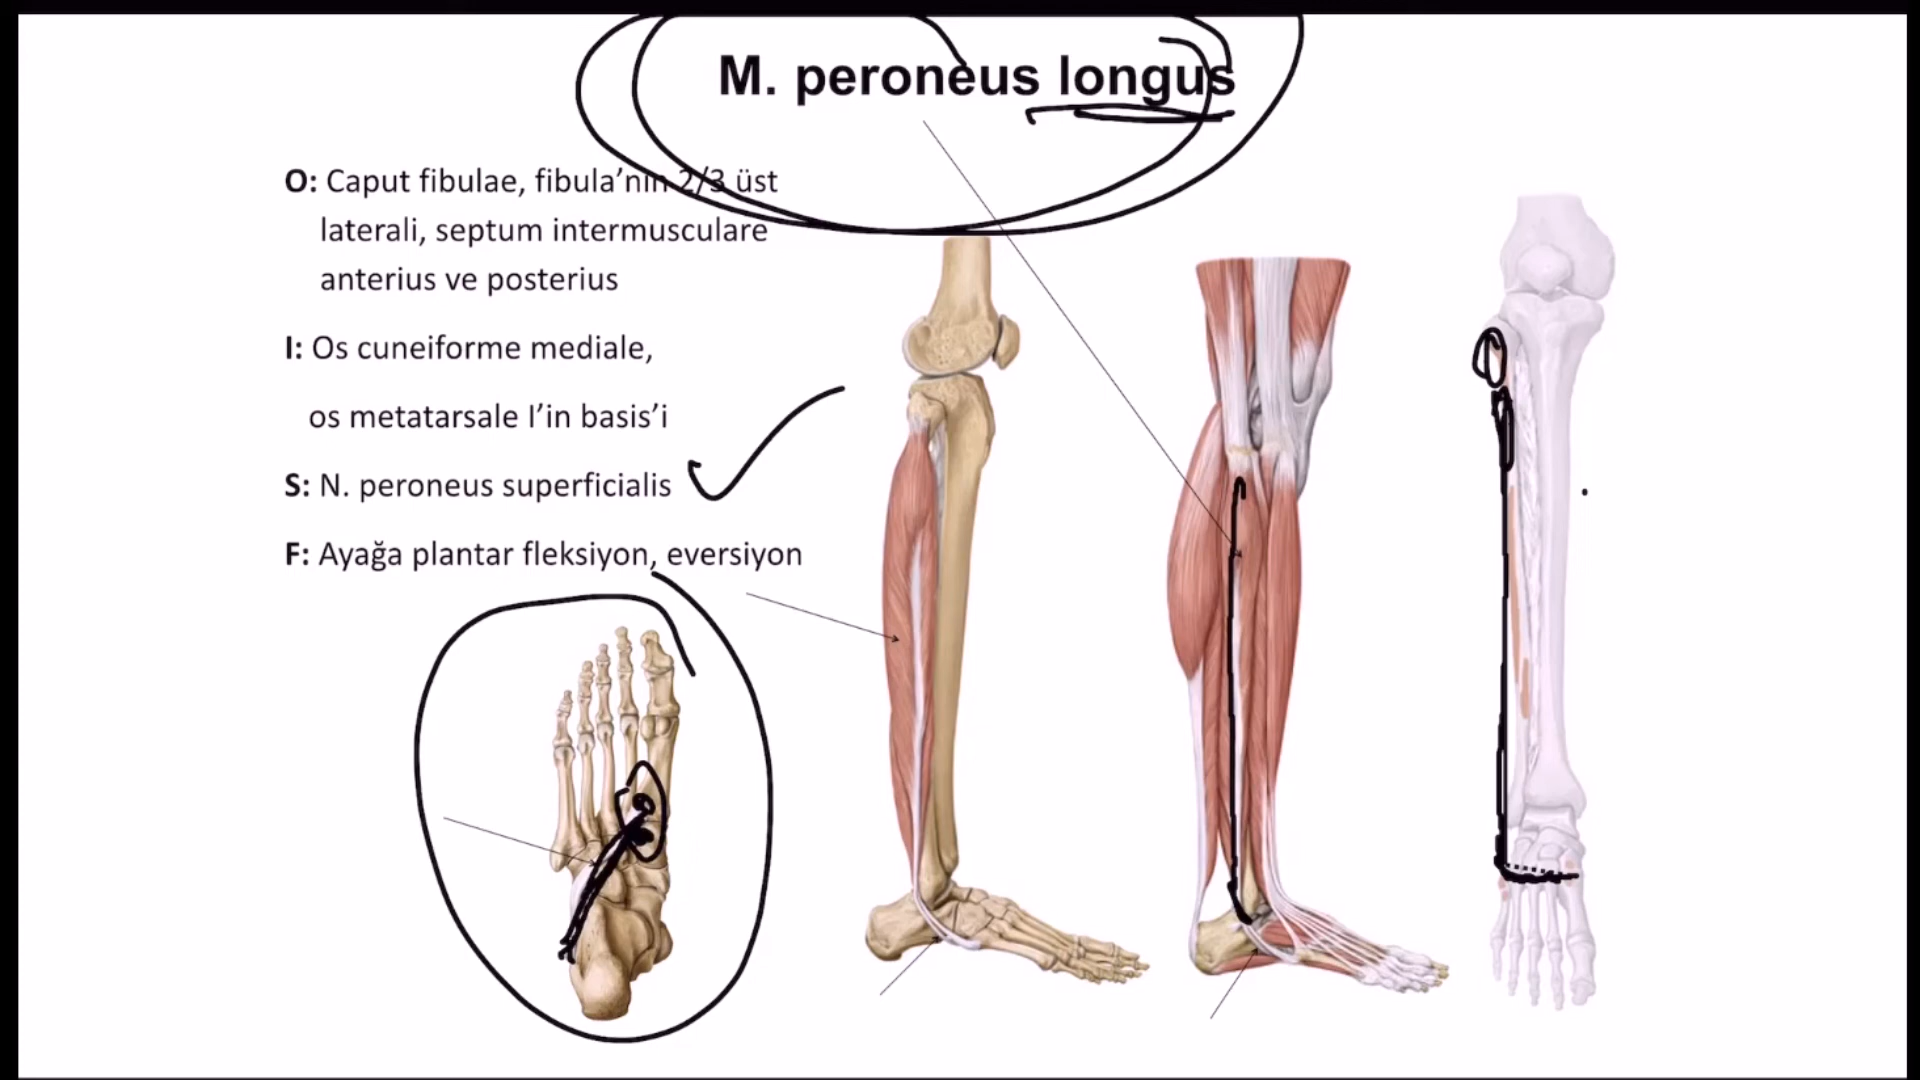 M. peroneus longus
O: Caput fibulae, fibula’nın 2/3 üst
laterali, septum intermusculare
anterius ve posterius
I: Os cuneiforme mediale,
os metatarsale I’in basis’i
S: N. peroneus superficialis
F: Ayağa plantar fleksiyon, eversiyon